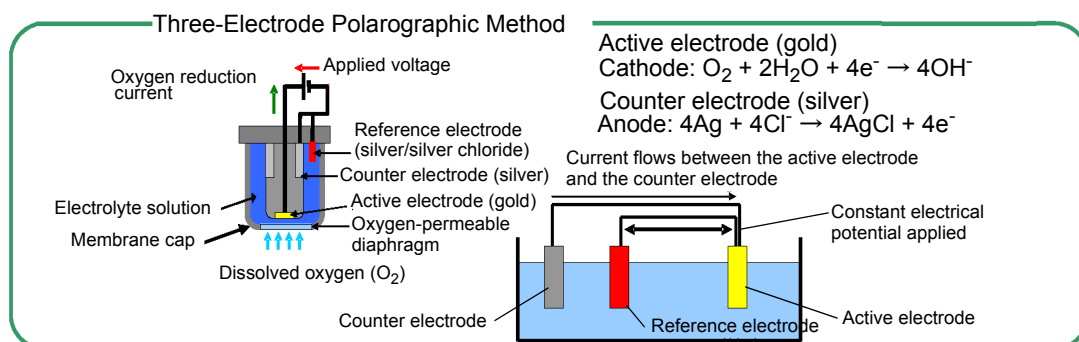 Three-Electrode Polarographic Method
Oxygen reduction
current
Applied voltage
Reference electrode
(silver/silver chloride)
Counter electrode (silver)
Active electrode (gold)
Oxygen-permeable
diaphragm
Electrolyte solution
Membrane cap
Dissolved oxygen (O₂)
Active electrode (gold)
Cathode: O₂ + 2H₂O + 4e⁻ → 4OH⁻
Counter electrode (silver)
Anode: 4Ag + 4Cl⁻ → 4AgCl + 4e⁻
Current flows between the active electrode
and the counter electrode
Constant electrical
potential applied
Counter electrode
Reference electrode
Active electrode